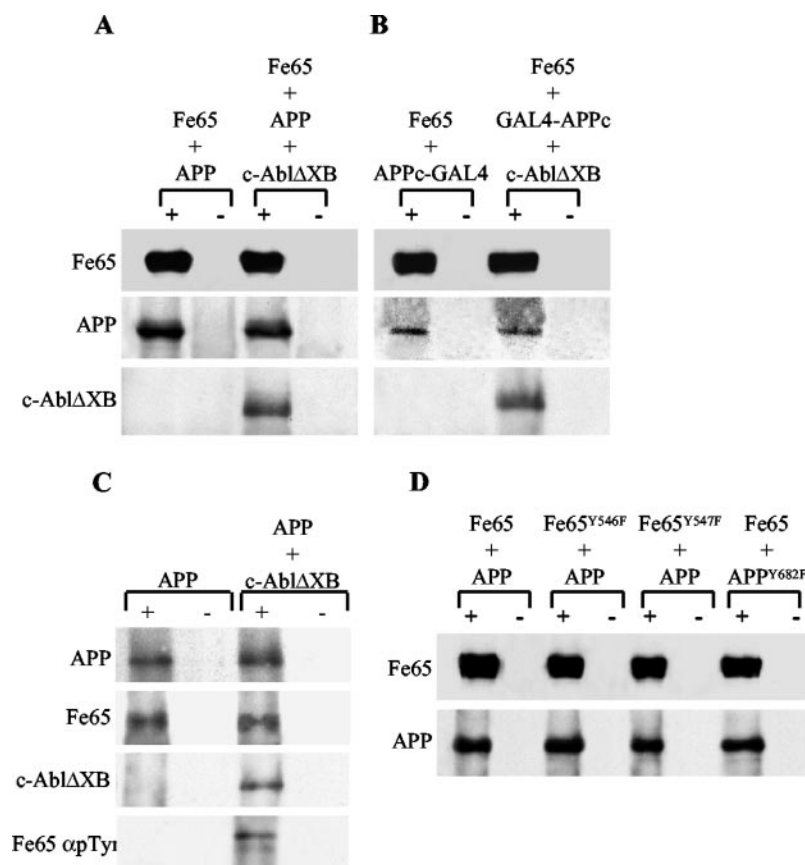 A
Fe65
+
APP
Fe65
+
APP
+
c-AblΔXB
+ - + -
Fe65
APP
c-AblΔXB
B
Fe65
+
APPc-GAL4
Fe65
+
GAL4-APPc
+
c-AblΔXB
+ - + -
C
APP
APP
+
c-AblΔXB
+ - + -
APP
Fe65
c-AblΔXB
Fe65 αpTyr
D
Fe65
+
APP
Fe65Y546F
+
APP
Fe65Y547F
+
APP
Fe65
+
APPY682F
+ - + - + - + -
Fe65
APP